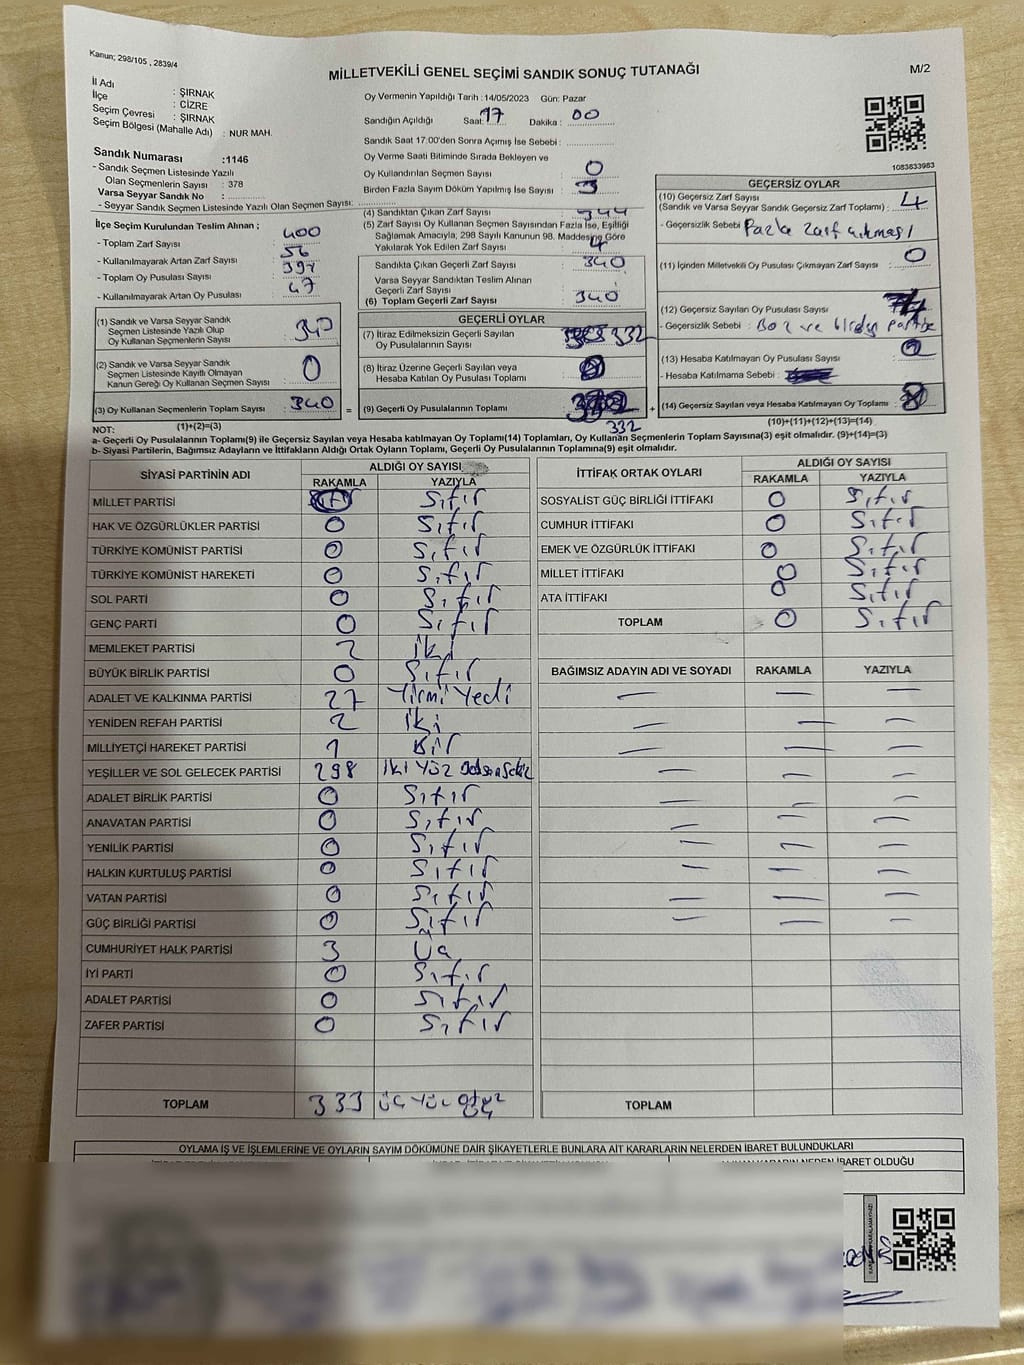 Kanun; 298/105 , 2839/4
MİLLETVEKİLİ GENEL SEÇİMİ SANDIK SONUÇ TUTANAĞI
M/2
İl Adı : ŞIRNAK
İlçe : CİZRE
Seçim Çevresi : ŞIRNAK
Seçim Bölgesi (Mahalle Adı) : NUR MAH.
Sandık Numarası :1146
- Sandık Seçmen Listesinde Yazılı
Olan Seçmenlerin Sayısı : 378
Varsa Seyyar Sandık No :
- Seyyar Sandık Seçmen Listesinde Yazılı Olan Seçmen Sayısı:
Oy Vermenin Yapıldığı Tarih :14/05/2023 Gün: Pazar
Sandığın Açıldığı Saat: 17 Dakika : 00
Sandık Saat 17:00'den Sonra Açımış İse Sebebi :
Oy Verme Saati Bitiminde Sırada Bekleyen ve
Oy Kullandırılan Seçmen Sayısı : 0
Birden Fazla Sayım Döküm Yapılmış İse Sayısı : 3
1083633963
İlçe Seçim Kurulundan Teslim Alınan ;
- Toplam Zarf Sayısı : 400
- Kullanılmayarak Artan Zarf Sayısı : 56
- Toplam Oy Pusulası Sayısı : 397
- Kullanılmayarak Artan Oy Pusulası : 47
(4) Sandıktan Çıkan Zarf Sayısı : 344
(5) Zarf Sayısı Oy Kullanan Seçmen Sayısından Fazla İse, Eşitliği
Sağlamak Amacıyla, 298 Sayılı Kanunun 98. Maddesine Göre
Yakılarak Yok Edilen Zarf Sayısı : 4
Sandıkta Çıkan Geçerli Zarf Sayısı : 340
Varsa Seyyar Sandıktan Teslim Alınan
Geçerli Zarf Sayısı
(6) Toplam Geçerli Zarf Sayısı : 340
GEÇERSİZ OYLAR
(10) Geçersiz Zarf Sayısı
(Sandık ve Varsa Seyyar Sandık Geçersiz Zarf Toplamı) : 4
- Geçersizlik Sebebi : Fazla zarf çıkması
(11) İçinden Milletvekili Oy Pusulası Çıkmayan Zarf Sayısı : 0
(12) Geçersiz Sayılan Oy Pusulası Sayısı :
- Geçersizlik Sebebi :
(13) Hesaba Katılmayan Oy Pusulası Sayısı : 0
- Hesaba Katılmama Sebebi :
(14) Geçersiz Sayılan veya Hesaba Katılmayan Oy Toplamı : 8
(10)+(11)+(12)+(13)=(14)
(1) Sandık ve Varsa Seyyar Sandık
Seçmen Listesinde Yazılı Olup
Oy Kullanan Seçmenlerin Sayısı : 340
(2) Sandık ve Varsa Seyyar Sandık
Seçmen Listesinde Kayıtlı Olmayan
Kanun Gereği Oy Kullanan Seçmen Sayısı : 0
(3) Oy Kullanan Seçmenlerin Toplam Sayısı : 340
(1)+(2)=(3)
GEÇERLİ OYLAR
(7) İtiraz Edilmeksizin Geçerli Sayılan
Oy Pusulalarının Sayısı : 332
(8) İtiraz Üzerine Geçerli Sayılan veya
Hesaba Katılan Oy Pusulası Toplamı : 0
= (9) Geçerli Oy Pusulalarının Toplamı : 332 +
NOT:
a- Geçerli Oy Pusulalarının Toplamı(9) ile Geçersiz Sayılan veya Hesaba katılmayan Oy Toplamı(14) Toplamları, Oy Kullanan Seçmenlerin Toplam Sayısına(3) eşit olmalıdır. (9)+(14)=(3)
b- Siyasi Partilerin, Bağımsız Adayların ve İttifakların Aldığı Ortak Oyların Toplamı, Geçerli Oy Pusulalarının Toplamına(9) eşit olmalıdır.
SİYASİ PARTİNİN ADI ALDIĞI OY SAYISI
RAKAMLA YAZIYLA
MİLLET PARTİSİ Sıfır
HAK VE ÖZGÜRLÜKLER PARTİSİ 0 Sıfır
TÜRKİYE KOMÜNİST PARTİSİ 0 Sıfır
TÜRKİYE KOMÜNİST HAREKETİ 0 Sıfır
SOL PARTİ 0 Sıfır
GENÇ PARTİ 0 Sıfır
MEMLEKET PARTİSİ 2 iki
BÜYÜK BİRLİK PARTİSİ 0 Sıfır
ADALET VE KALKINMA PARTİSİ 27 Yirmi Yedi
YENİDEN REFAH PARTİSİ 2 iki
MİLLİYETÇİ HAREKET PARTİSİ 1 Bir
YEŞİLLER VE SOL GELECEK PARTİSİ 298 iki Yüz Doksan Sekiz
ADALET BİRLİK PARTİSİ 0 Sıfır
ANAVATAN PARTİSİ 0 Sıfır
YENİLİK PARTİSİ 0 Sıfır
HALKIN KURTULUŞ PARTİSİ 0 Sıfır
VATAN PARTİSİ 0 Sıfır
GÜÇ BİRLİĞİ PARTİSİ 0 Sıfır
CUMHURİYET HALK PARTİSİ 3 Üç
İYİ PARTİ 0 Sıfır
ADALET PARTİSİ 0 Sıfır
ZAFER PARTİSİ 0 Sıfır
TOPLAM 333 üç yüz otuz üç
İTTİFAK ORTAK OYLARI ALDIĞI OY SAYISI
RAKAMLA YAZIYLA
SOSYALİST GÜÇ BİRLİĞİ İTTİFAKI 0 Sıfır
CUMHUR İTTİFAKI 0 Sıfır
EMEK VE ÖZGÜRLÜK İTTİFAKI 0 Sıfır
MİLLET İTTİFAKI 0 Sıfır
ATA İTTİFAKI 0 Sıfır
TOPLAM 0 Sıfır
BAĞIMSIZ ADAYIN ADI VE SOYADI RAKAMLA YAZIYLA
TOPLAM
OYLAMA İŞ VE İŞLEMLERİNE VE OYLARIN SAYIM DÖKÜMÜNE DAİR ŞİKAYETLERLE BUNLARA AİT KARARLARIN NELERDEN İBARET BULUNDUKLARI
KARARIN NEDEN İBARET OLDUĞU